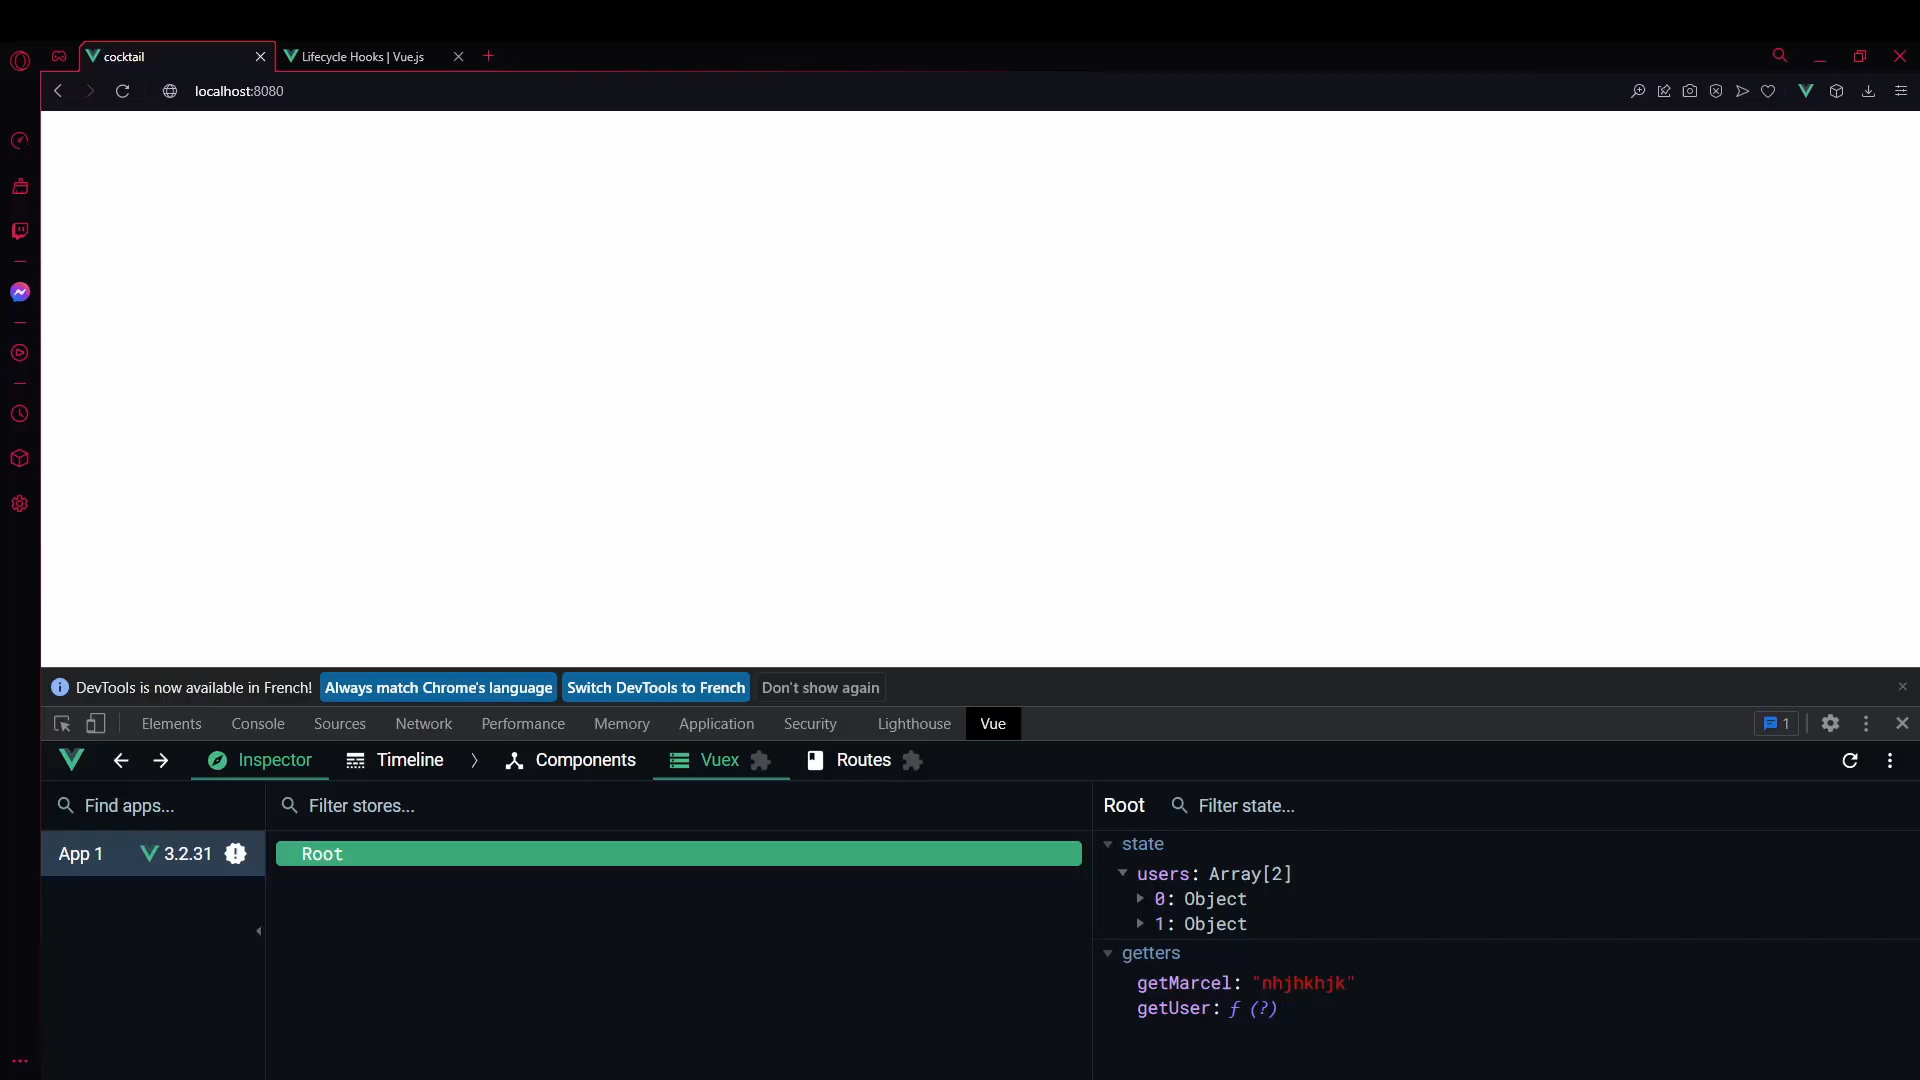 cocktail
Lifecycle Hooks | Vue.js
localhost:8080
DevTools is now available in French! Always match Chrome's language Switch DevTools to French Don't show again
Elements Console Sources Network Performance Memory Application Security Lighthouse Vue 1
Inspector Timeline Components Vuex Routes
Find apps... Filter stores... Root Filter state...
App 1 3.2.31 Root
state
users: Array[2]
0: Object
1: Object
getters
getMarcel: "nhjhkhjk"
getUser: ƒ (?)